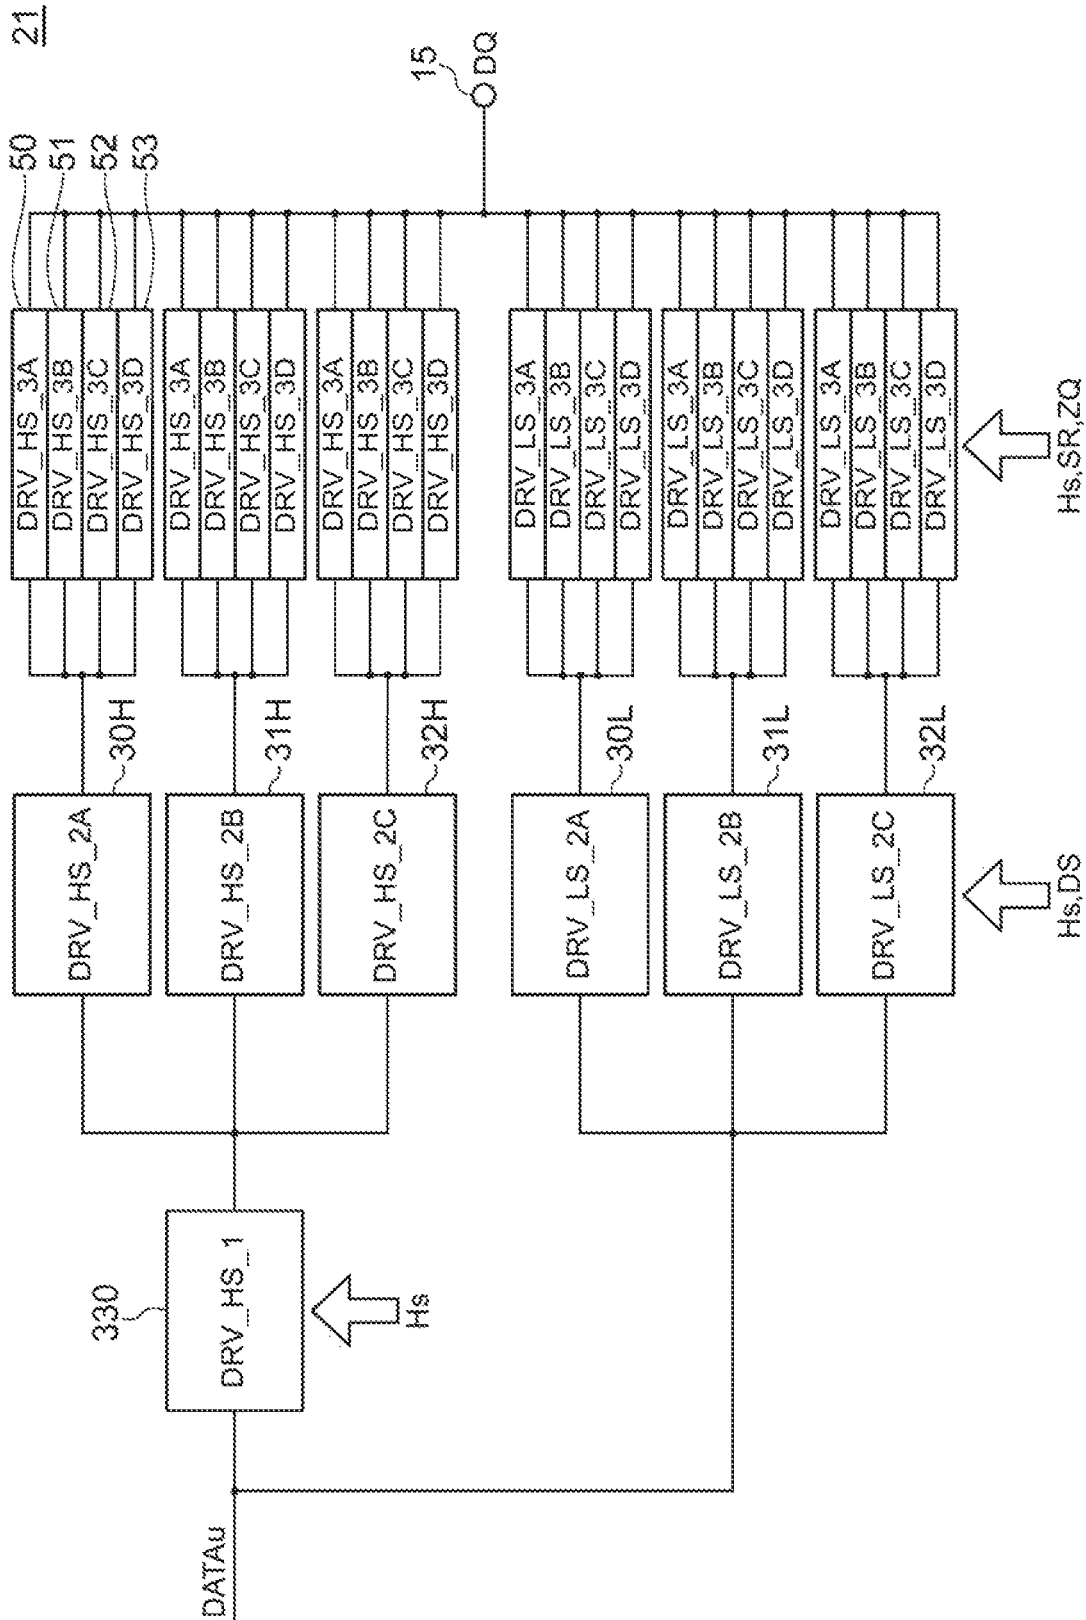 21
DATAu
330
DRV_HS_1
Hs
DRV_HS_2A
30H
DRV_HS_2B
31H
DRV_HS_2C
32H
DRV_LS_2A
30L
DRV_LS_2B
31L
DRV_LS_2C
32L
Hs,DS
DRV_HS_3A
50
DRV_HS_3B
51
DRV_HS_3C
52
DRV_HS_3D
53
DRV_HS_3A
DRV_HS_3B
DRV_HS_3C
DRV_HS_3D
DRV_HS_3A
DRV_HS_3B
DRV_HS_3C
DRV_HS_3D
DRV_LS_3A
DRV_LS_3B
DRV_LS_3C
DRV_LS_3D
DRV_LS_3A
DRV_LS_3B
DRV_LS_3C
DRV_LS_3D
DRV_LS_3A
DRV_LS_3B
DRV_LS_3C
DRV_LS_3D
Hs,SR,ZQ
15
DQ